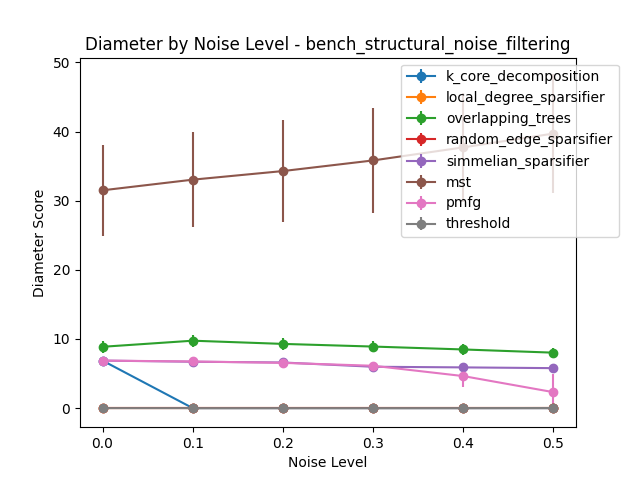 Diameter by Noise Level - bench_structural_noise_filtering
Diameter Score
50
40
30
20
10
0
k_core_decomposition
local_degree_sparsifier
overlapping_trees
random_edge_sparsifier
simmelian_sparsifier
mst
pmfg
threshold
0.0 0.1 0.2 0.3 0.4 0.5
Noise Level